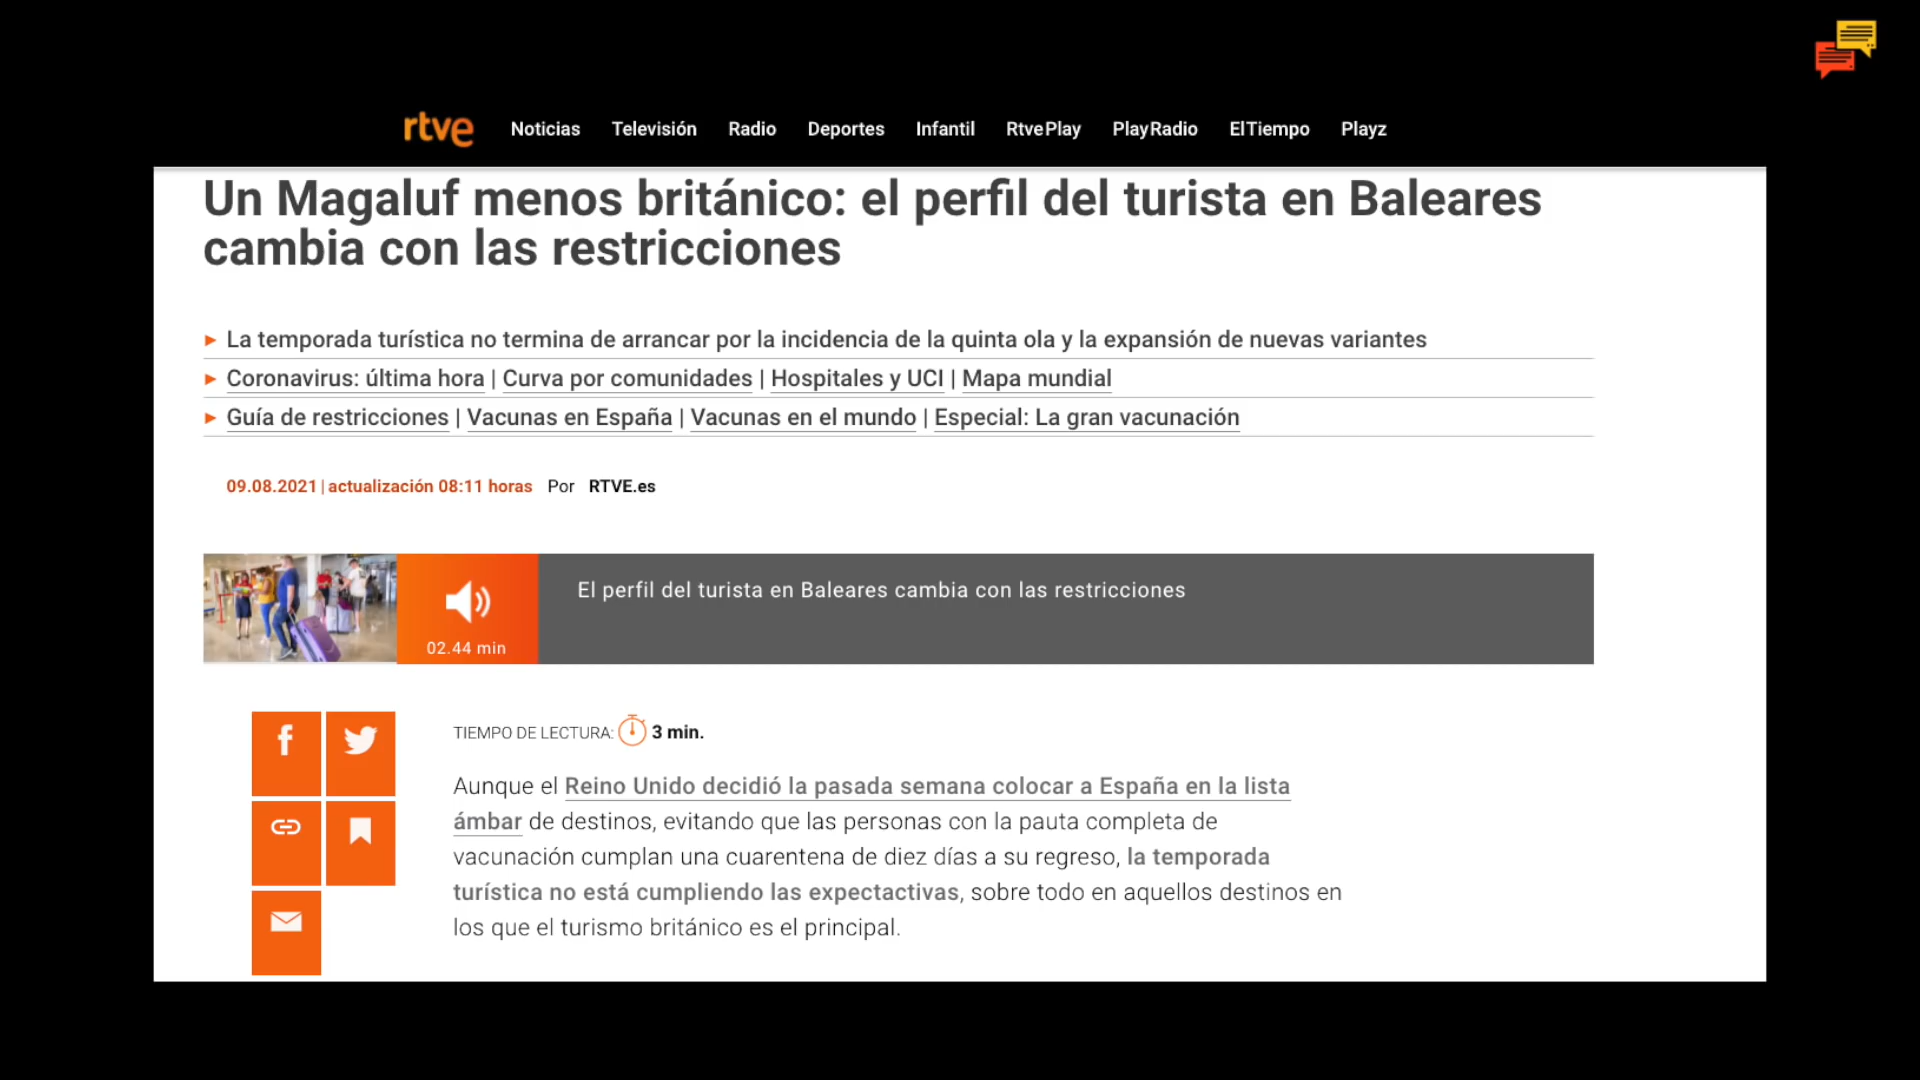 rtve Noticias Televisión Radio Deportes Infantil RtvePlay PlayRadio ElTiempo Playz
Un Magaluf menos británico: el perfil del turista en Baleares
cambia con las restricciones
La temporada turística no termina de arrancar por la incidencia de la quinta ola y la expansión de nuevas variantes
Coronavirus: última hora | Curva por comunidades | Hospitales y UCI | Mapa mundial
Guía de restricciones | Vacunas en España | Vacunas en el mundo | Especial: La gran vacunación
09.08.2021 | actualización 08:11 horas Por RTVE.es
El perfil del turista en Baleares cambia con las restricciones
02.44 min
TIEMPO DE LECTURA: 3 min.
Aunque el Reino Unido decidió la pasada semana colocar a España en la lista
ámbar de destinos, evitando que las personas con la pauta completa de
vacunación cumplan una cuarentena de diez días a su regreso, la temporada
turística no está cumpliendo las expectactivas, sobre todo en aquellos destinos en
los que el turismo británico es el principal.